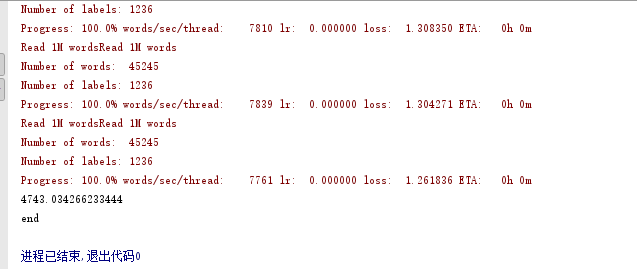 Number of labels: 1236
Progress: 100.0% words/sec/thread:    7810 lr:  0.000000 loss:  1.308350 ETA:   0h 0m
Read 1M wordsRead 1M words
Number of words:  45245
Number of labels: 1236
Progress: 100.0% words/sec/thread:    7839 lr:  0.000000 loss:  1.304271 ETA:   0h 0m
Read 1M wordsRead 1M words
Number of words:  45245
Number of labels: 1236
Progress: 100.0% words/sec/thread:    7761 lr:  0.000000 loss:  1.261836 ETA:   0h 0m
4743.034266233444
end
进程已结束,退出代码0